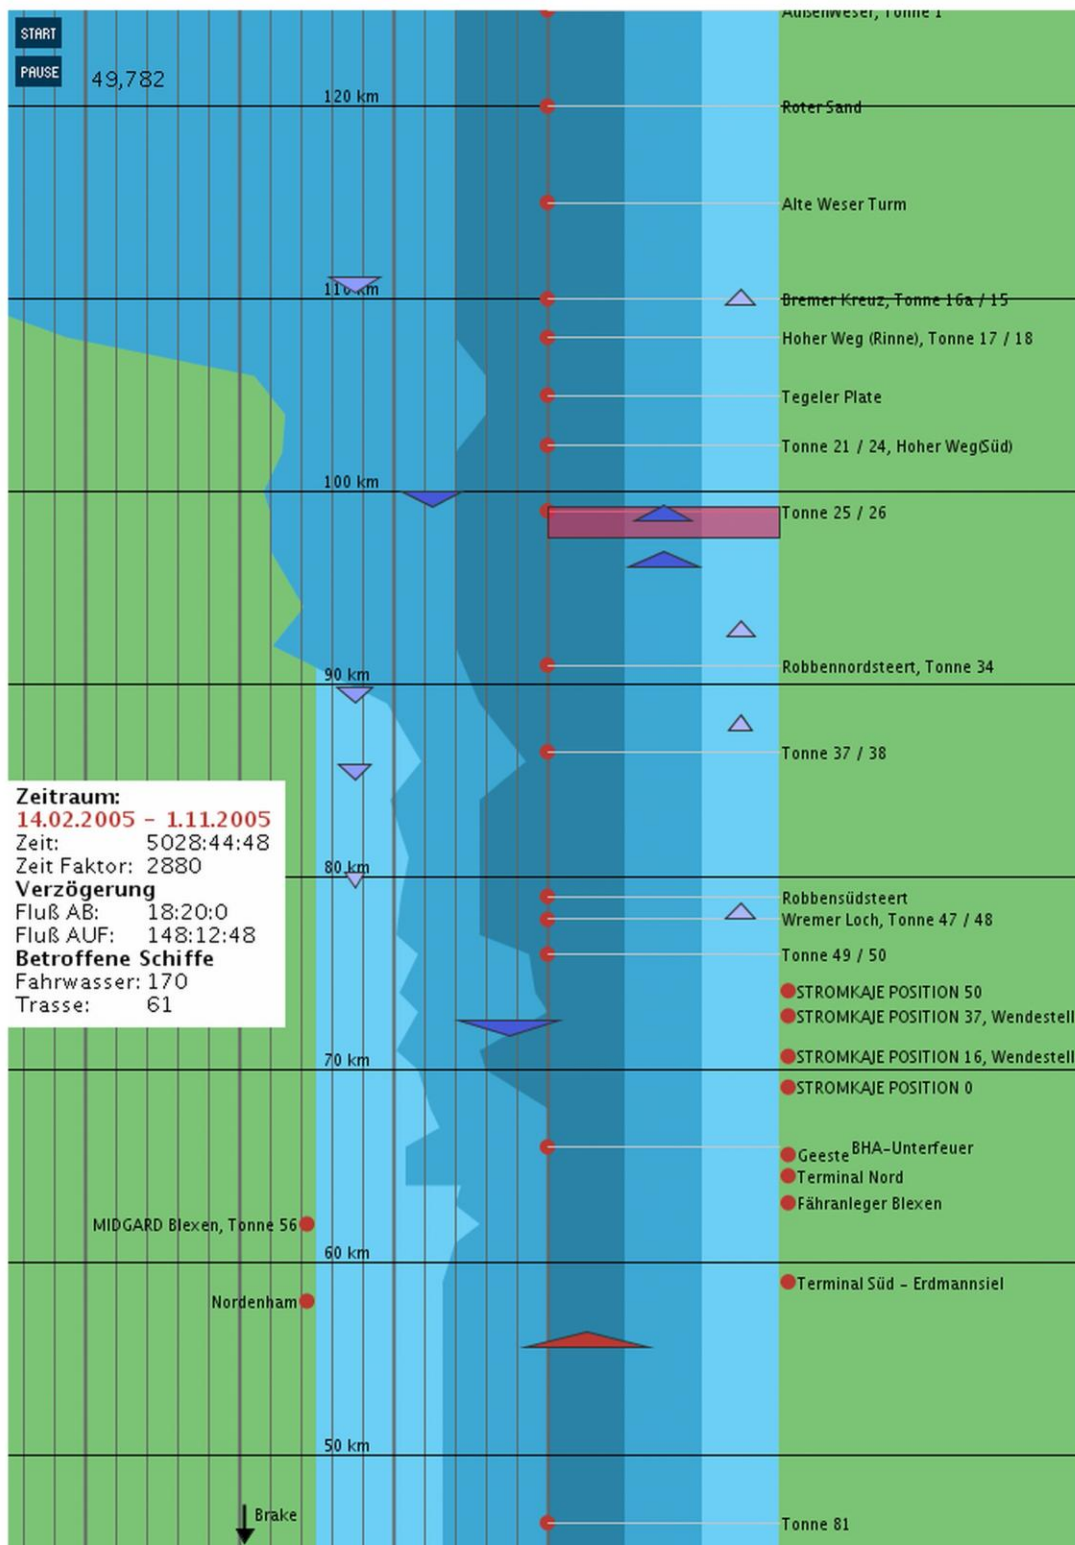 Außenweser, Tonne 1
START
PAUSE
49,782
120 km
Roter Sand
Alte Weser Turm
110 km
Bremer Kreuz, Tonne 16a / 15
Hoher Weg (Rinne), Tonne 17 / 18
Tegeler Plate
Tonne 21 / 24, Hoher Weg(Süd)
100 km
Tonne 25 / 26
Robbennordsteert, Tonne 34
90 km
Tonne 37 / 38
Zeitraum:
14.02.2005 – 1.11.2005
Zeit: 5028:44:48
Zeit Faktor: 2880
Verzögerung
Fluß AB: 18:20:0
Fluß AUF: 148:12:48
Betroffene Schiffe
Fahrwasser: 170
Trasse: 61
80 km
Robbensüdsteert
Wremer Loch, Tonne 47 / 48
Tonne 49 / 50
STROMKAJE POSITION 50
STROMKAJE POSITION 37, Wendestell
STROMKAJE POSITION 16, Wendestell
70 km
STROMKAJE POSITION 0
BHA–Unterfeuer
Geeste
Terminal Nord
Fähranleger Blexen
MIDGARD Blexen, Tonne 56
60 km
Terminal Süd – Erdmannsiel
Nordenham
50 km
Brake
Tonne 81